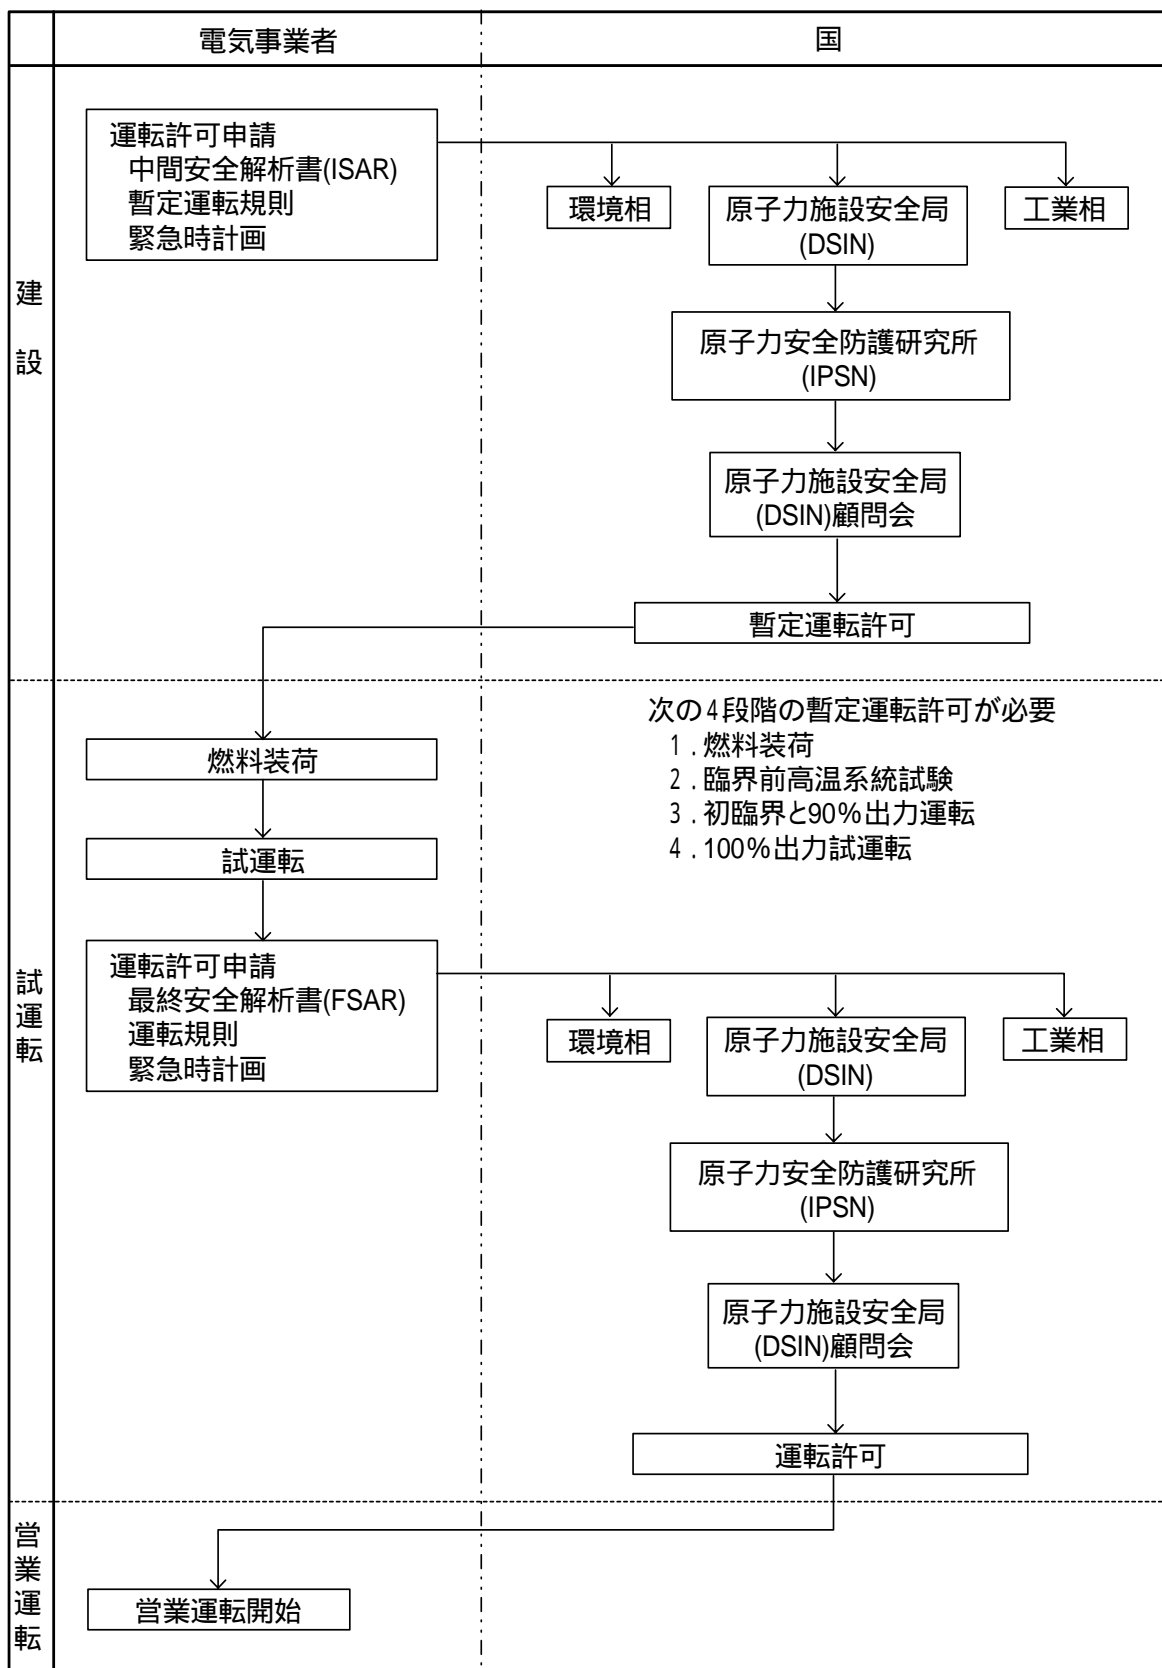 電気事業者
国
建設
運転許可申請
中間安全解析書(ISAR)
暫定運転規則
緊急時計画
環境相
原子力施設安全局
(DSIN)
工業相
原子力安全防護研究所
(IPSN)
原子力施設安全局
(DSIN)顧問会
暫定運転許可
試運転
燃料装荷
試運転
次の4段階の暫定運転許可が必要
1．燃料装荷
2．臨界前高温系統試験
3．初臨界と90%出力運転
4．100%出力試運転
運転許可申請
最終安全解析書(FSAR)
運転規則
緊急時計画
環境相
原子力施設安全局
(DSIN)
工業相
原子力安全防護研究所
(IPSN)
原子力施設安全局
(DSIN)顧問会
運転許可
営業運転
営業運転開始